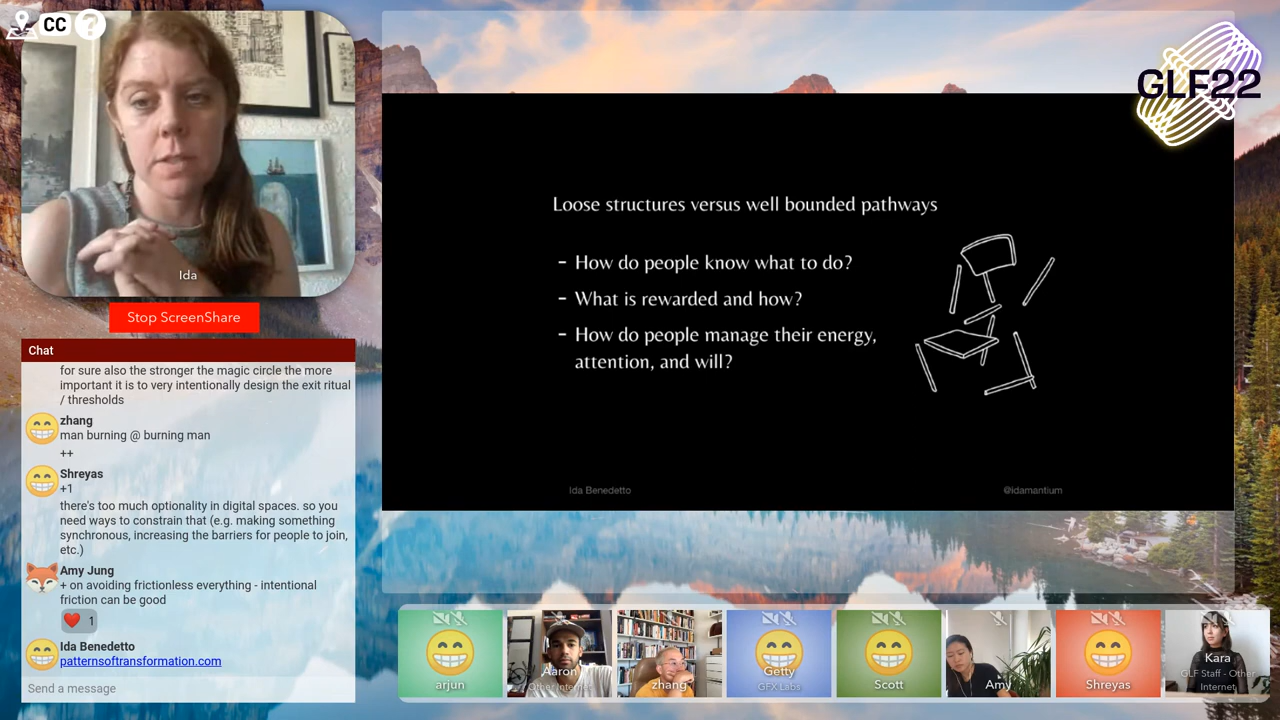 CC
?
Ida
Stop ScreenShare
Chat
for sure also the stronger the magic circle the more
important it is to very intentionally design the exit ritual
/ thresholds
zhang
man burning @ burning man
++
Shreyas
+1
there's too much optionality in digital spaces. so you
need ways to constrain that (e.g. making something
synchronous, increasing the barriers for people to join,
etc.)
Amy Jung
+ on avoiding frictionless everything - intentional
friction can be good
1
Ida Benedetto
patternsoftransformation.com
Send a message
GLF22
Loose structures versus well bounded pathways
- How do people know what to do?
- What is rewarded and how?
- How do people manage their energy,
attention, and will?
Ida Benedetto
@idamantium
arjun
Aaron
Other Internet
zhang
Getty
GFX Labs
Scott
Amy
Shreyas
Kara
GLF Staff - Other
Internet